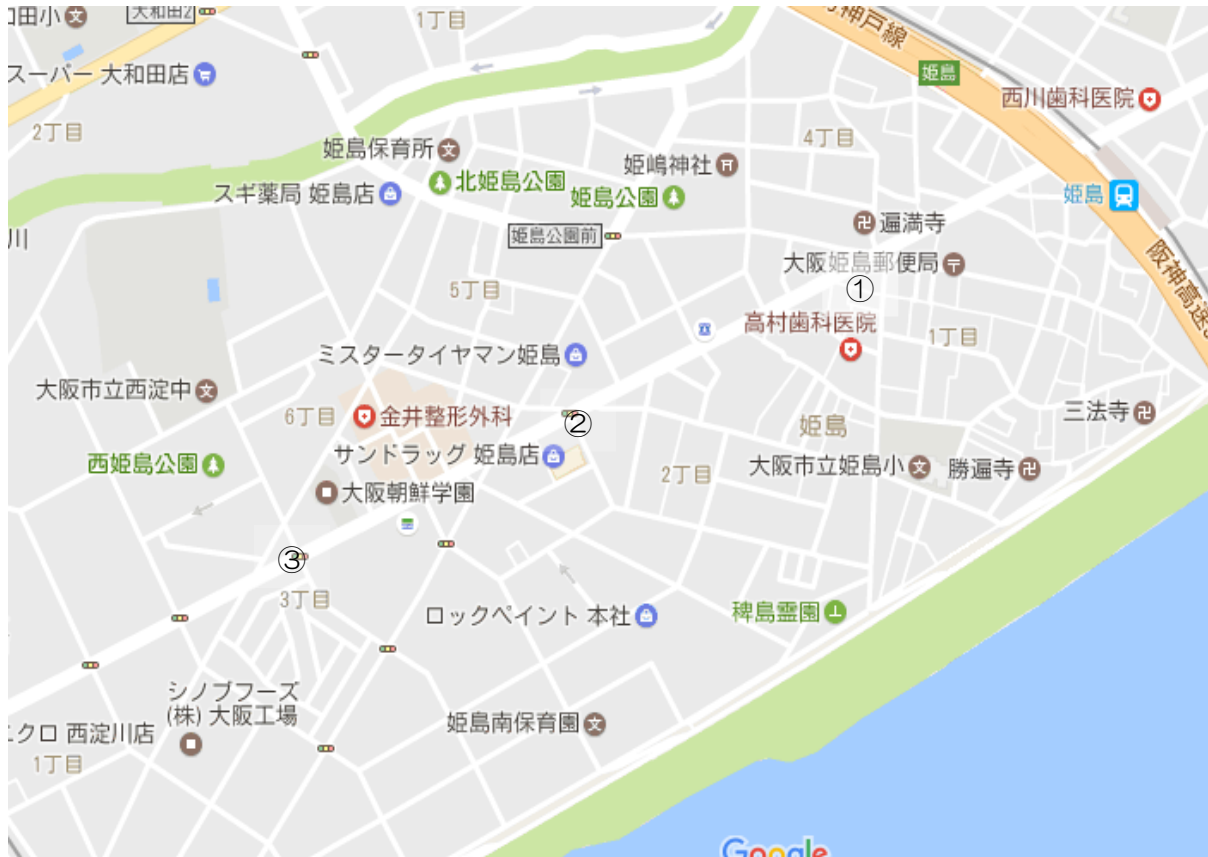 田小
大和田2
1丁目
神戸線
スーパー 大和田店
姫島
西川歯科医院
2丁目
4丁目
姫島保育所
姫嶋神社
北姫島公園
スギ薬局 姫島店
姫島公園
姫島
遍満寺
川
姫島公園前
大阪姫島郵便局
阪神高速
①
5丁目
高村歯科医院
1丁目
ミスタータイヤマン姫島
大阪市立西淀中
6丁目
金井整形外科
②
三法寺
姫島
サンドラッグ 姫島店
西姫島公園
2丁目
大阪市立姫島小
勝遍寺
大阪朝鮮学園
③
3丁目
ロックペイント 本社
稗島霊園
シノブフーズ
(株) 大阪工場
姫島南保育園
クロ 西淀川店
1丁目
Google